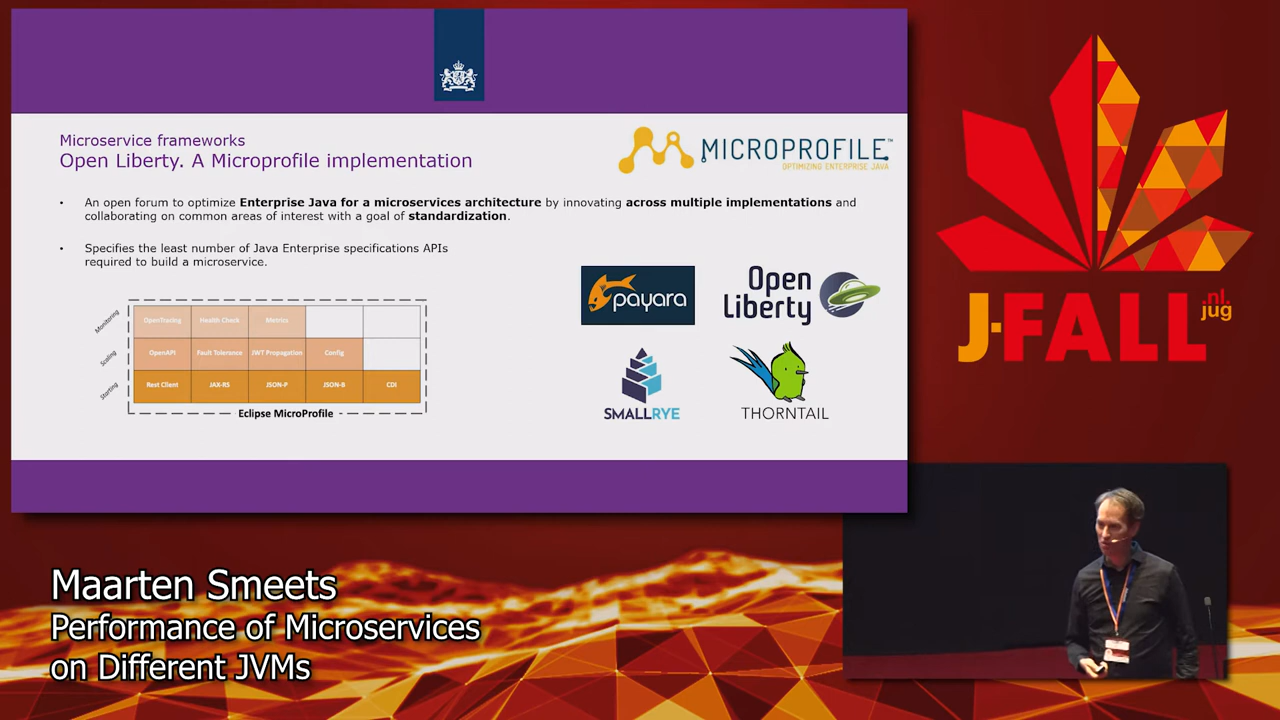 Microservice frameworks
Open Liberty. A Microprofile implementation
MICROPROFILE™
OPTIMIZING ENTERPRISE JAVA
• An open forum to optimize Enterprise Java for a microservices architecture by innovating across multiple implementations and
collaborating on common areas of interest with a goal of standardization.
• Specifies the least number of Java Enterprise specifications APIs
required to build a microservice.
Monitoring
OpenTracing Health Check Metrics
Scaling
OpenAPI Fault Tolerance JWT Propagation Config
Starting
Rest Client JAX-RS JSON-P JSON-B CDI
Eclipse MicroProfile
payara
Open
Liberty
SMALLRYE
THORNTAIL
J-FALL
.nl.
jug
Maarten Smeets
Performance of Microservices
on Different JVMs